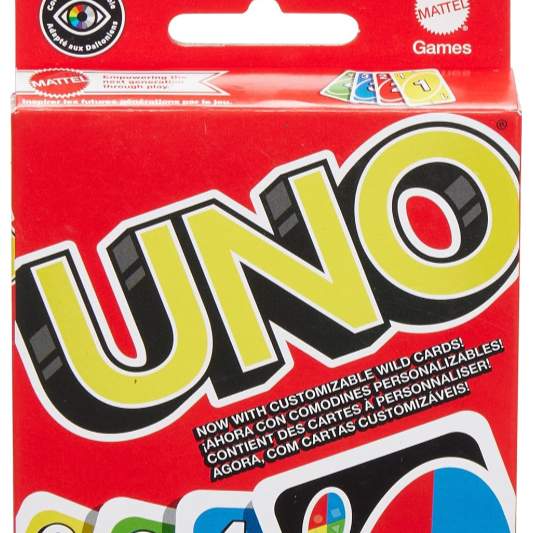 Adapté aux Daltoniens
MATTEL
Games
MATTEL
Empowering the
next generation
through play.
Inspirer les futures générations par le jeu.
1
UNO
®
NOW WITH CUSTOMIZABLE WILD CARDS!
¡AHORA CON COMODINES PERSONALIZABLES!
CONTIENT DES CARTES À PERSONNALISER!
AGORA, COM CARTAS CUSTOMIZÁVEIS!